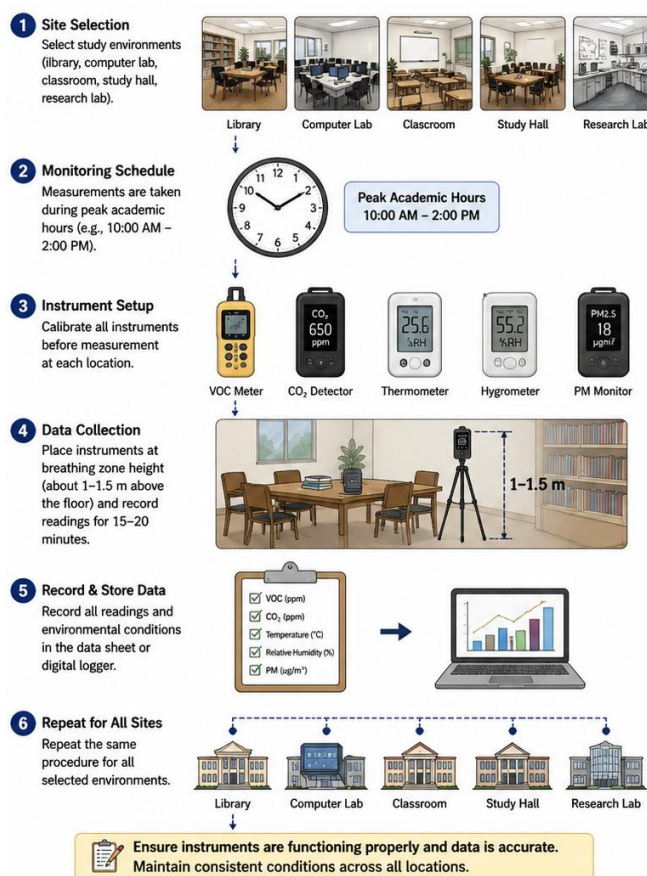 1 Site Selection
Select study environments
(ilbrary, computer lab,
classroom, study hall,
research lab).
Library
Computer Lab
Clascroom
Study Hall
Research Lab
2 Monitoring Schedule
Measurements are taken
during peak academic
hours (e.g., 10:00 AM –
2:00 PM).
12
1
2
3
4
5
6
7
8
9
10
11
Peak Academic Hours
10:00 AM – 2:00 PM
3 Instrument Setup
Calibrate all instruments
before measurement
at each location.
CO₂
650
ppm
25.6
%RH
55.2
%RH
PM2.S
18
VOC Meter
CO₂ Detector
Thermometer
Hygrometer
PM Monitor
4 Data Collection
Place instruments at
breathing zone height
(about 1–1.5 m above
the floor) and record
readings for 15–20
minutes.
1–1.5 m
5 Record & Store Data
Record all readings and
environmental conditions
in the data sheet or
digital logger.
VOC (ppm)
CO₂ (ppm)
Temperature (°C)
Relative Humidity (%)
PM (ug/m³)
6 Repeat for All Sites
Repeat the same
procedure for all
selected environments.
Library
Computer Lab
Classroom
Study Hall
Research Lab
Ensure instruments are functioning properly and data is accurate.
Maintain consistent conditions across all locations.